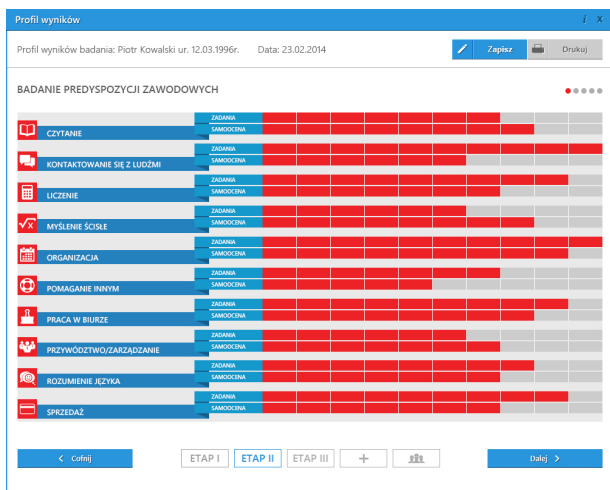 Profil wyników i x
Profil wyników badania: Piotr Kowalski ur. 12.03.1996r. Data: 23.02.2014 Zapisz Drukuj
BADANIE PREDYSPOZYCJI ZAWODOWYCH
ZADANIA
CZYTANIE SAMOOCENA
ZADANIA
KONTAKTOWANIE SIĘ Z LUDŹMI SAMOOCENA
ZADANIA
LICZENIE SAMOOCENA
ZADANIA
MYŚLENIE ŚCISŁE SAMOOCENA
ZADANIA
ORGANIZACJA SAMOOCENA
ZADANIA
POMAGANIE INNYM SAMOOCENA
ZADANIA
PRACA W BIURZE SAMOOCENA
ZADANIA
PRZYWÓDZTWO/ZARZĄDZANIE SAMOOCENA
ZADANIA
ROZUMIENIE JĘZYKA SAMOOCENA
ZADANIA
SPRZEDAŻ SAMOOCENA
Cofnij ETAP I ETAP II ETAP III + Dalej